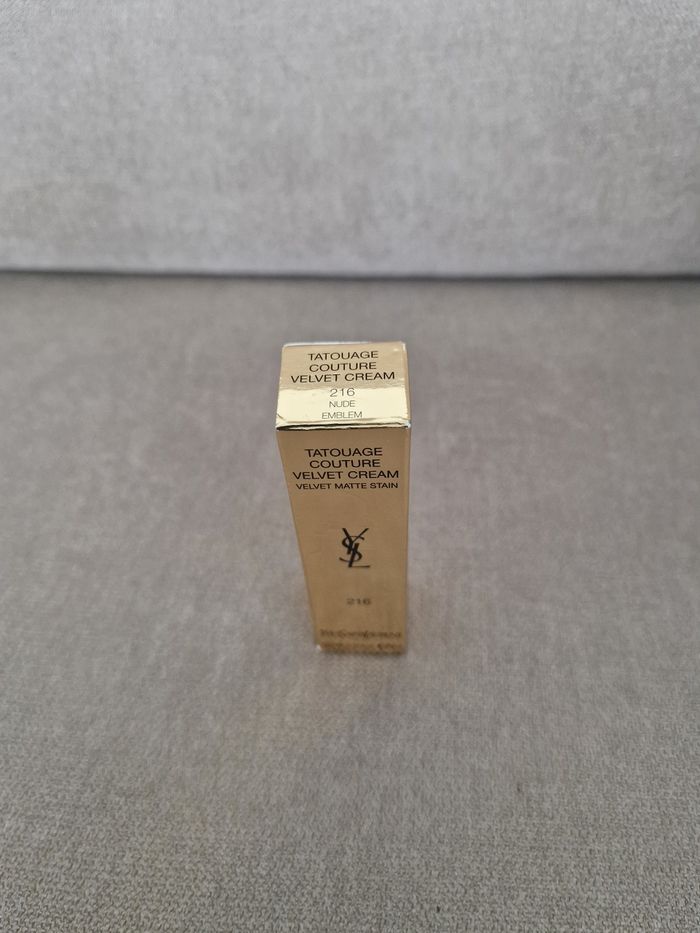 TATOUAGE
COUTURE
VELVET CREAM
216
NUDE
EMBLEM
TATOUAGE
COUTURE
VELVET CREAM
VELVET MATTE STAIN
YSL
216